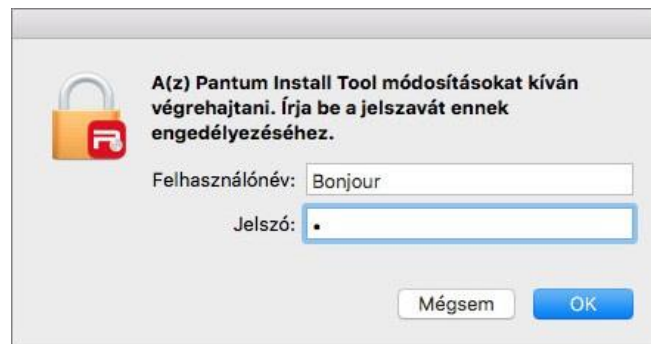 A(z) Pantum Install Tool módosításokat kíván
végrehajtani. Írja be a jelszavát ennek
engedélyezéséhez.
Felhasználónév: Bonjour
Jelszó: •
Mégsem OK